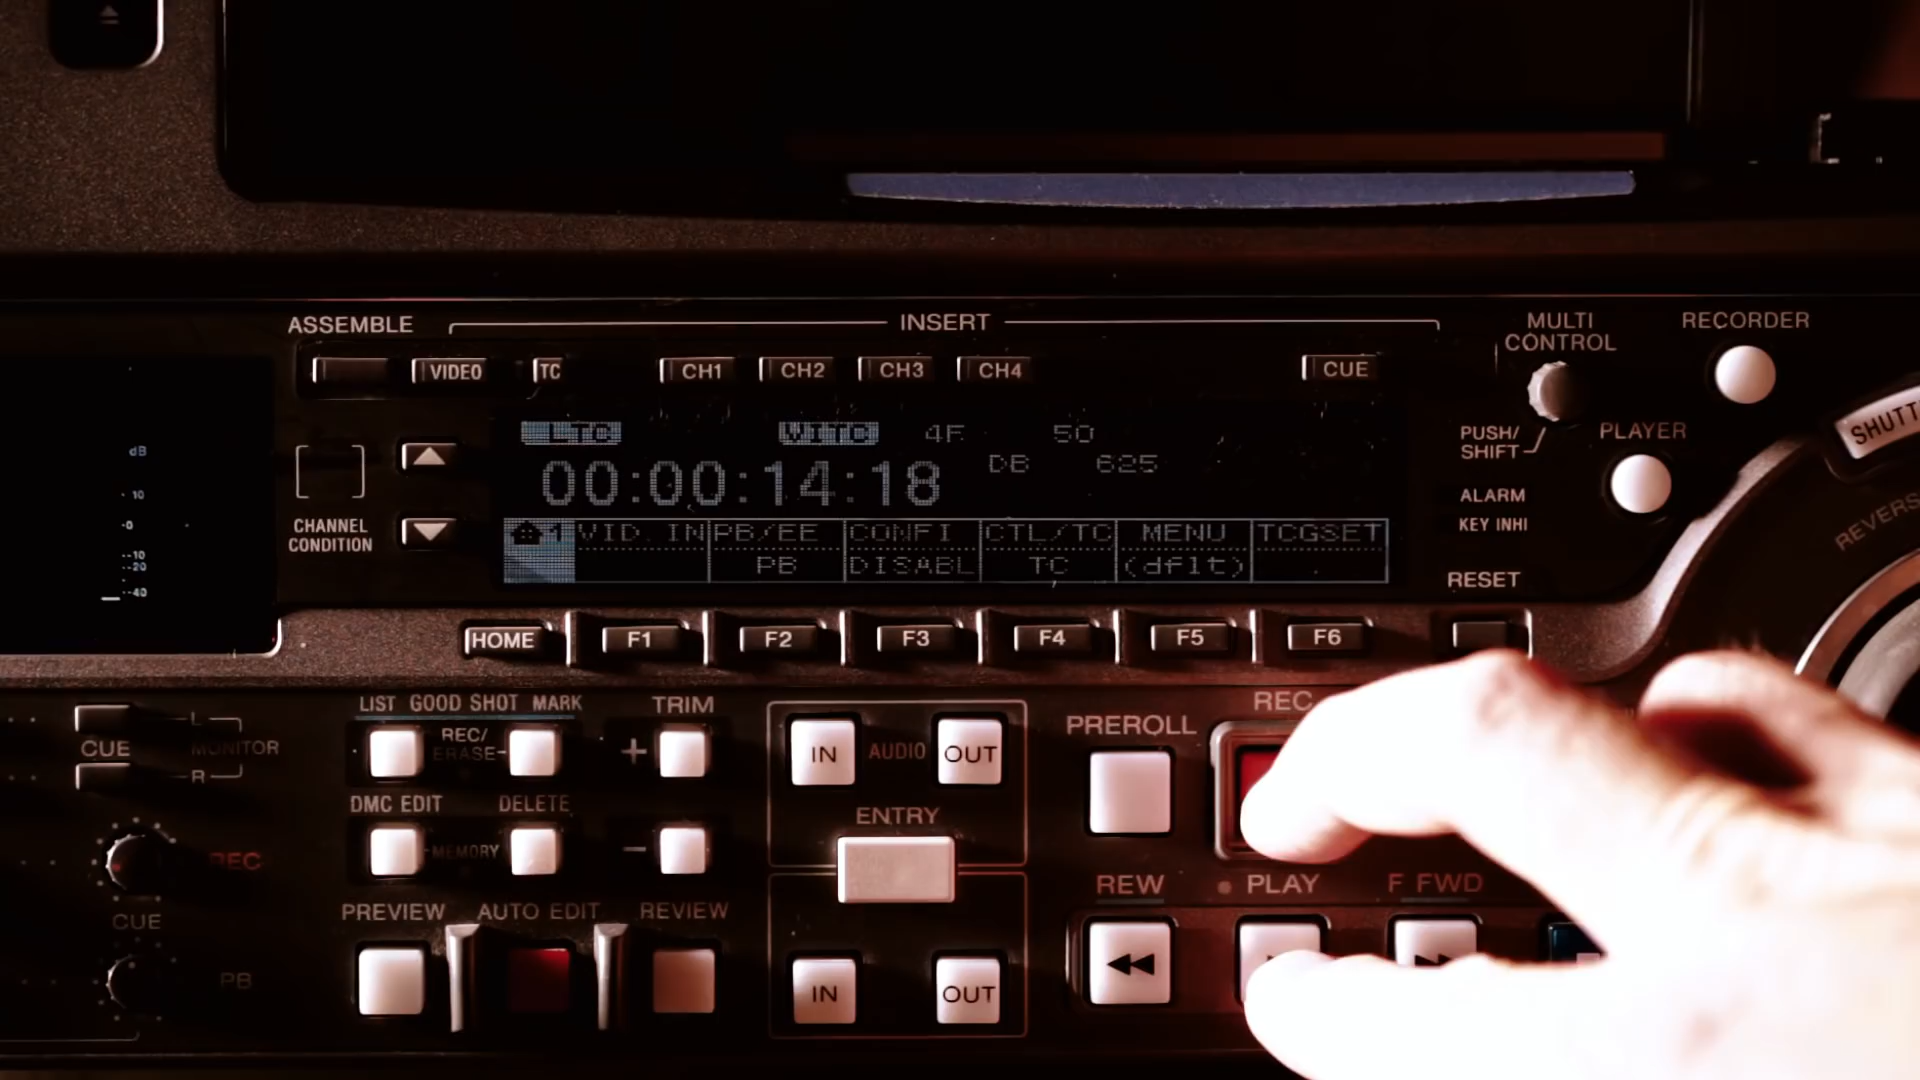 ASSEMBLE INSERT MULTI CONTROL RECORDER
VIDEO TC CH1 CH2 CH3 CH4 CUE
SHUTT
LTC VITC 4F 50
PUSH/ SHIFT PLAYER
00:00:14:18 DB 625
dB
10
0
-10
-20
-40
CHANNEL CONDITION
ALARM
KEY INHI
REVERS
VID. IN PB/EE CONFI CTL/TC MENU TCGSET
PB DISABL TC (dflt)
RESET
HOME F1 F2 F3 F4 F5 F6
LIST GOOD SHOT MARK TRIM REC
L
CUE MONITOR
R
REC/ ERASE +
IN AUDIO OUT
PREROLL
DMC EDIT DELETE
MEMORY −
ENTRY
REC
CUE
PB
REW PLAY F FWD
PREVIEW AUTO EDIT REVIEW
IN OUT